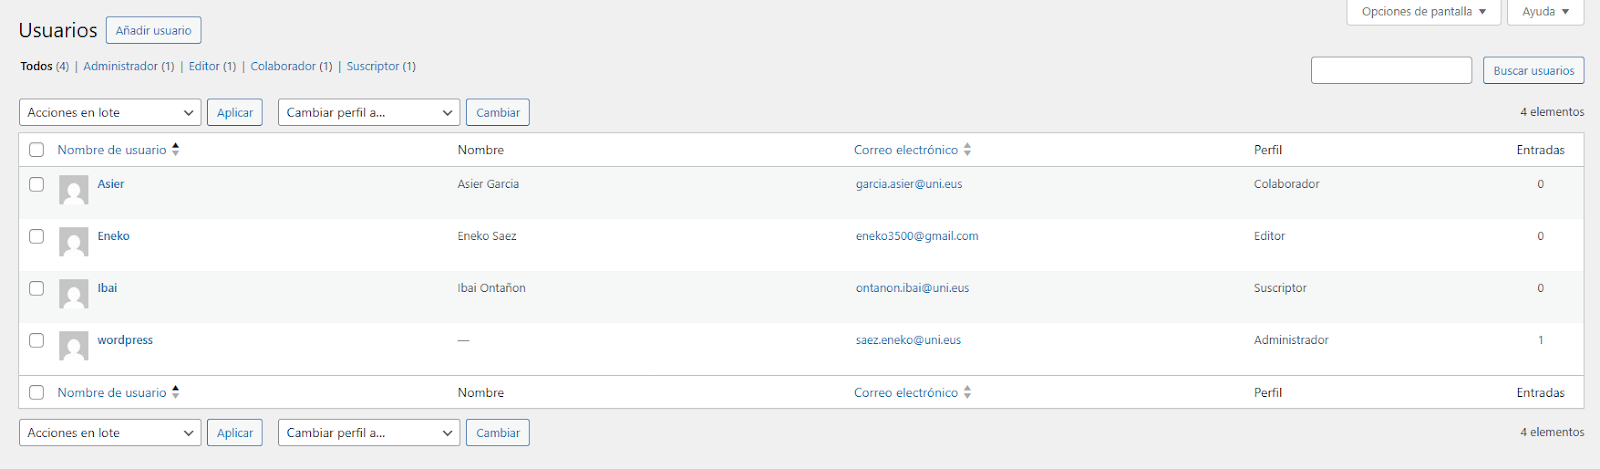 Opciones de pantalla ▼ Ayuda ▼
Usuarios Añadir usuario
Todos (4) | Administrador (1) | Editor (1) | Colaborador (1) | Suscriptor (1)
Buscar usuarios
Acciones en lote Aplicar Cambiar perfil a... Cambiar 4 elementos
Nombre de usuario Nombre Correo electrónico Perfil Entradas
Asier Asier Garcia garcia.asier@uni.eus Colaborador 0
Eneko Eneko Saez eneko3500@gmail.com Editor 0
Ibai Ibai Ontañon ontanon.ibai@uni.eus Suscriptor 0
wordpress — saez.eneko@uni.eus Administrador 1
Nombre de usuario Nombre Correo electrónico Perfil Entradas
Acciones en lote Aplicar Cambiar perfil a... Cambiar 4 elementos